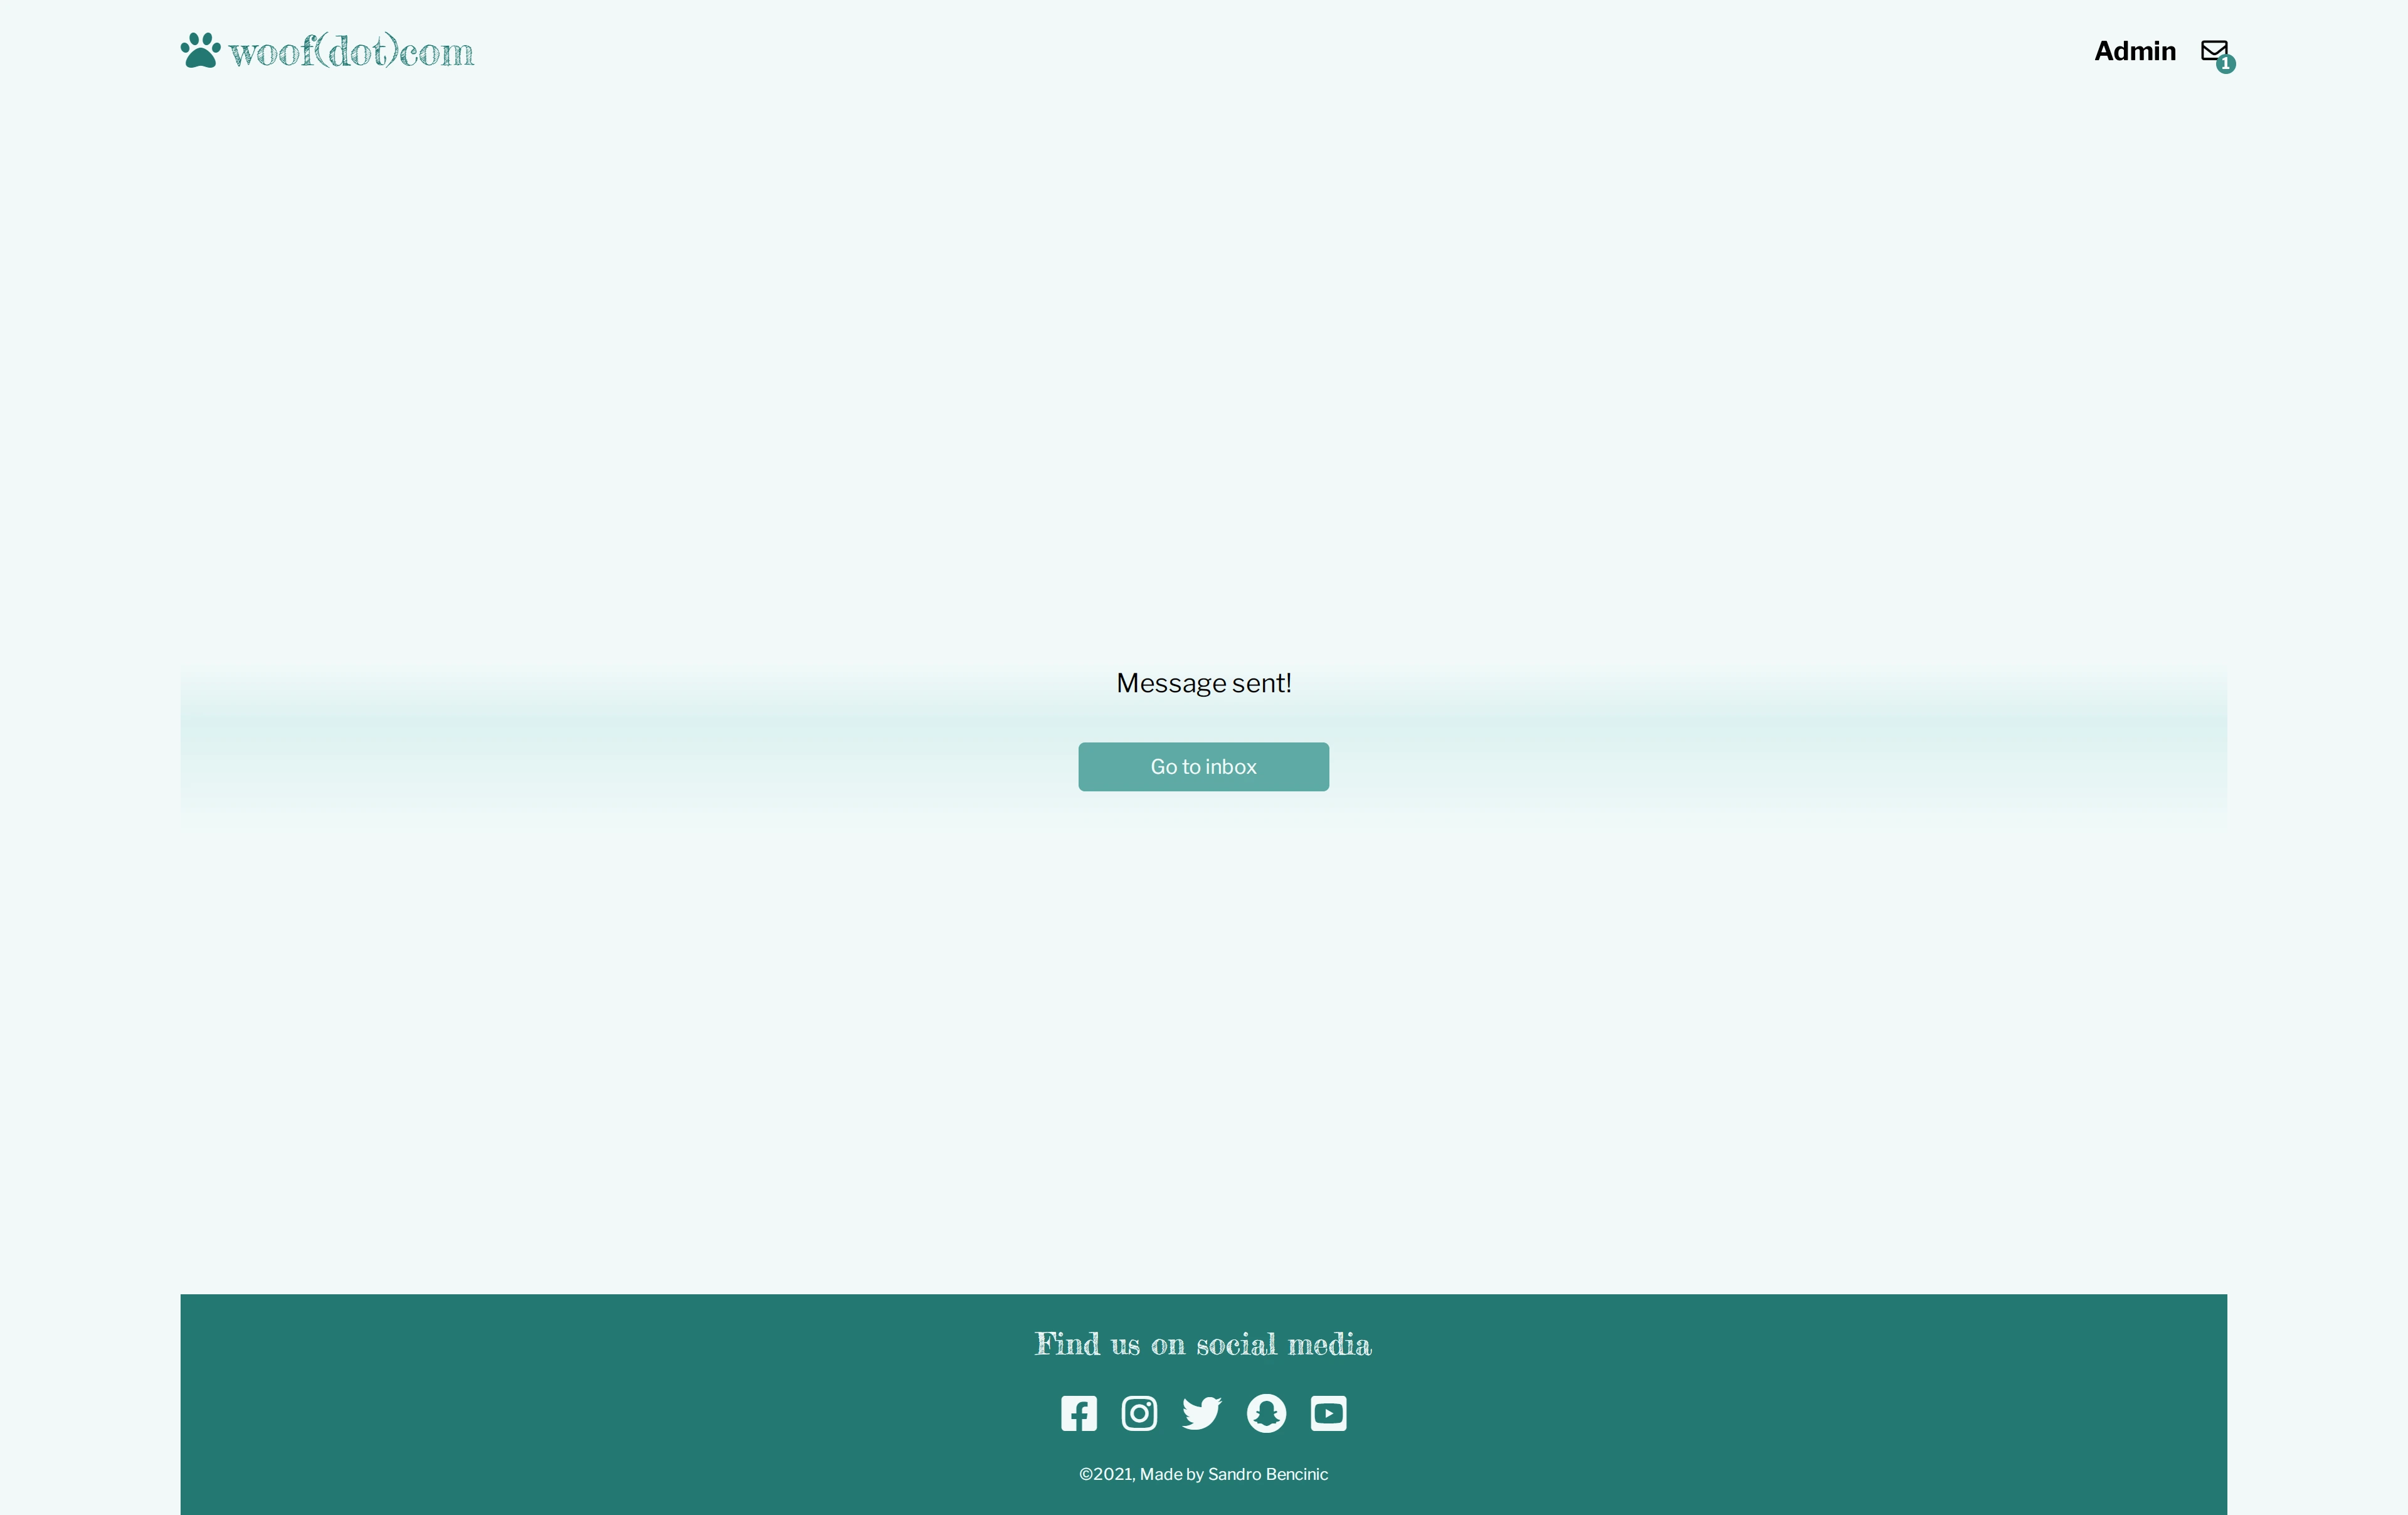 woof(dot)com
Admin
1
Message sent!
Go to inbox
Find us on social media
©2021, Made by Sandro Bencinic